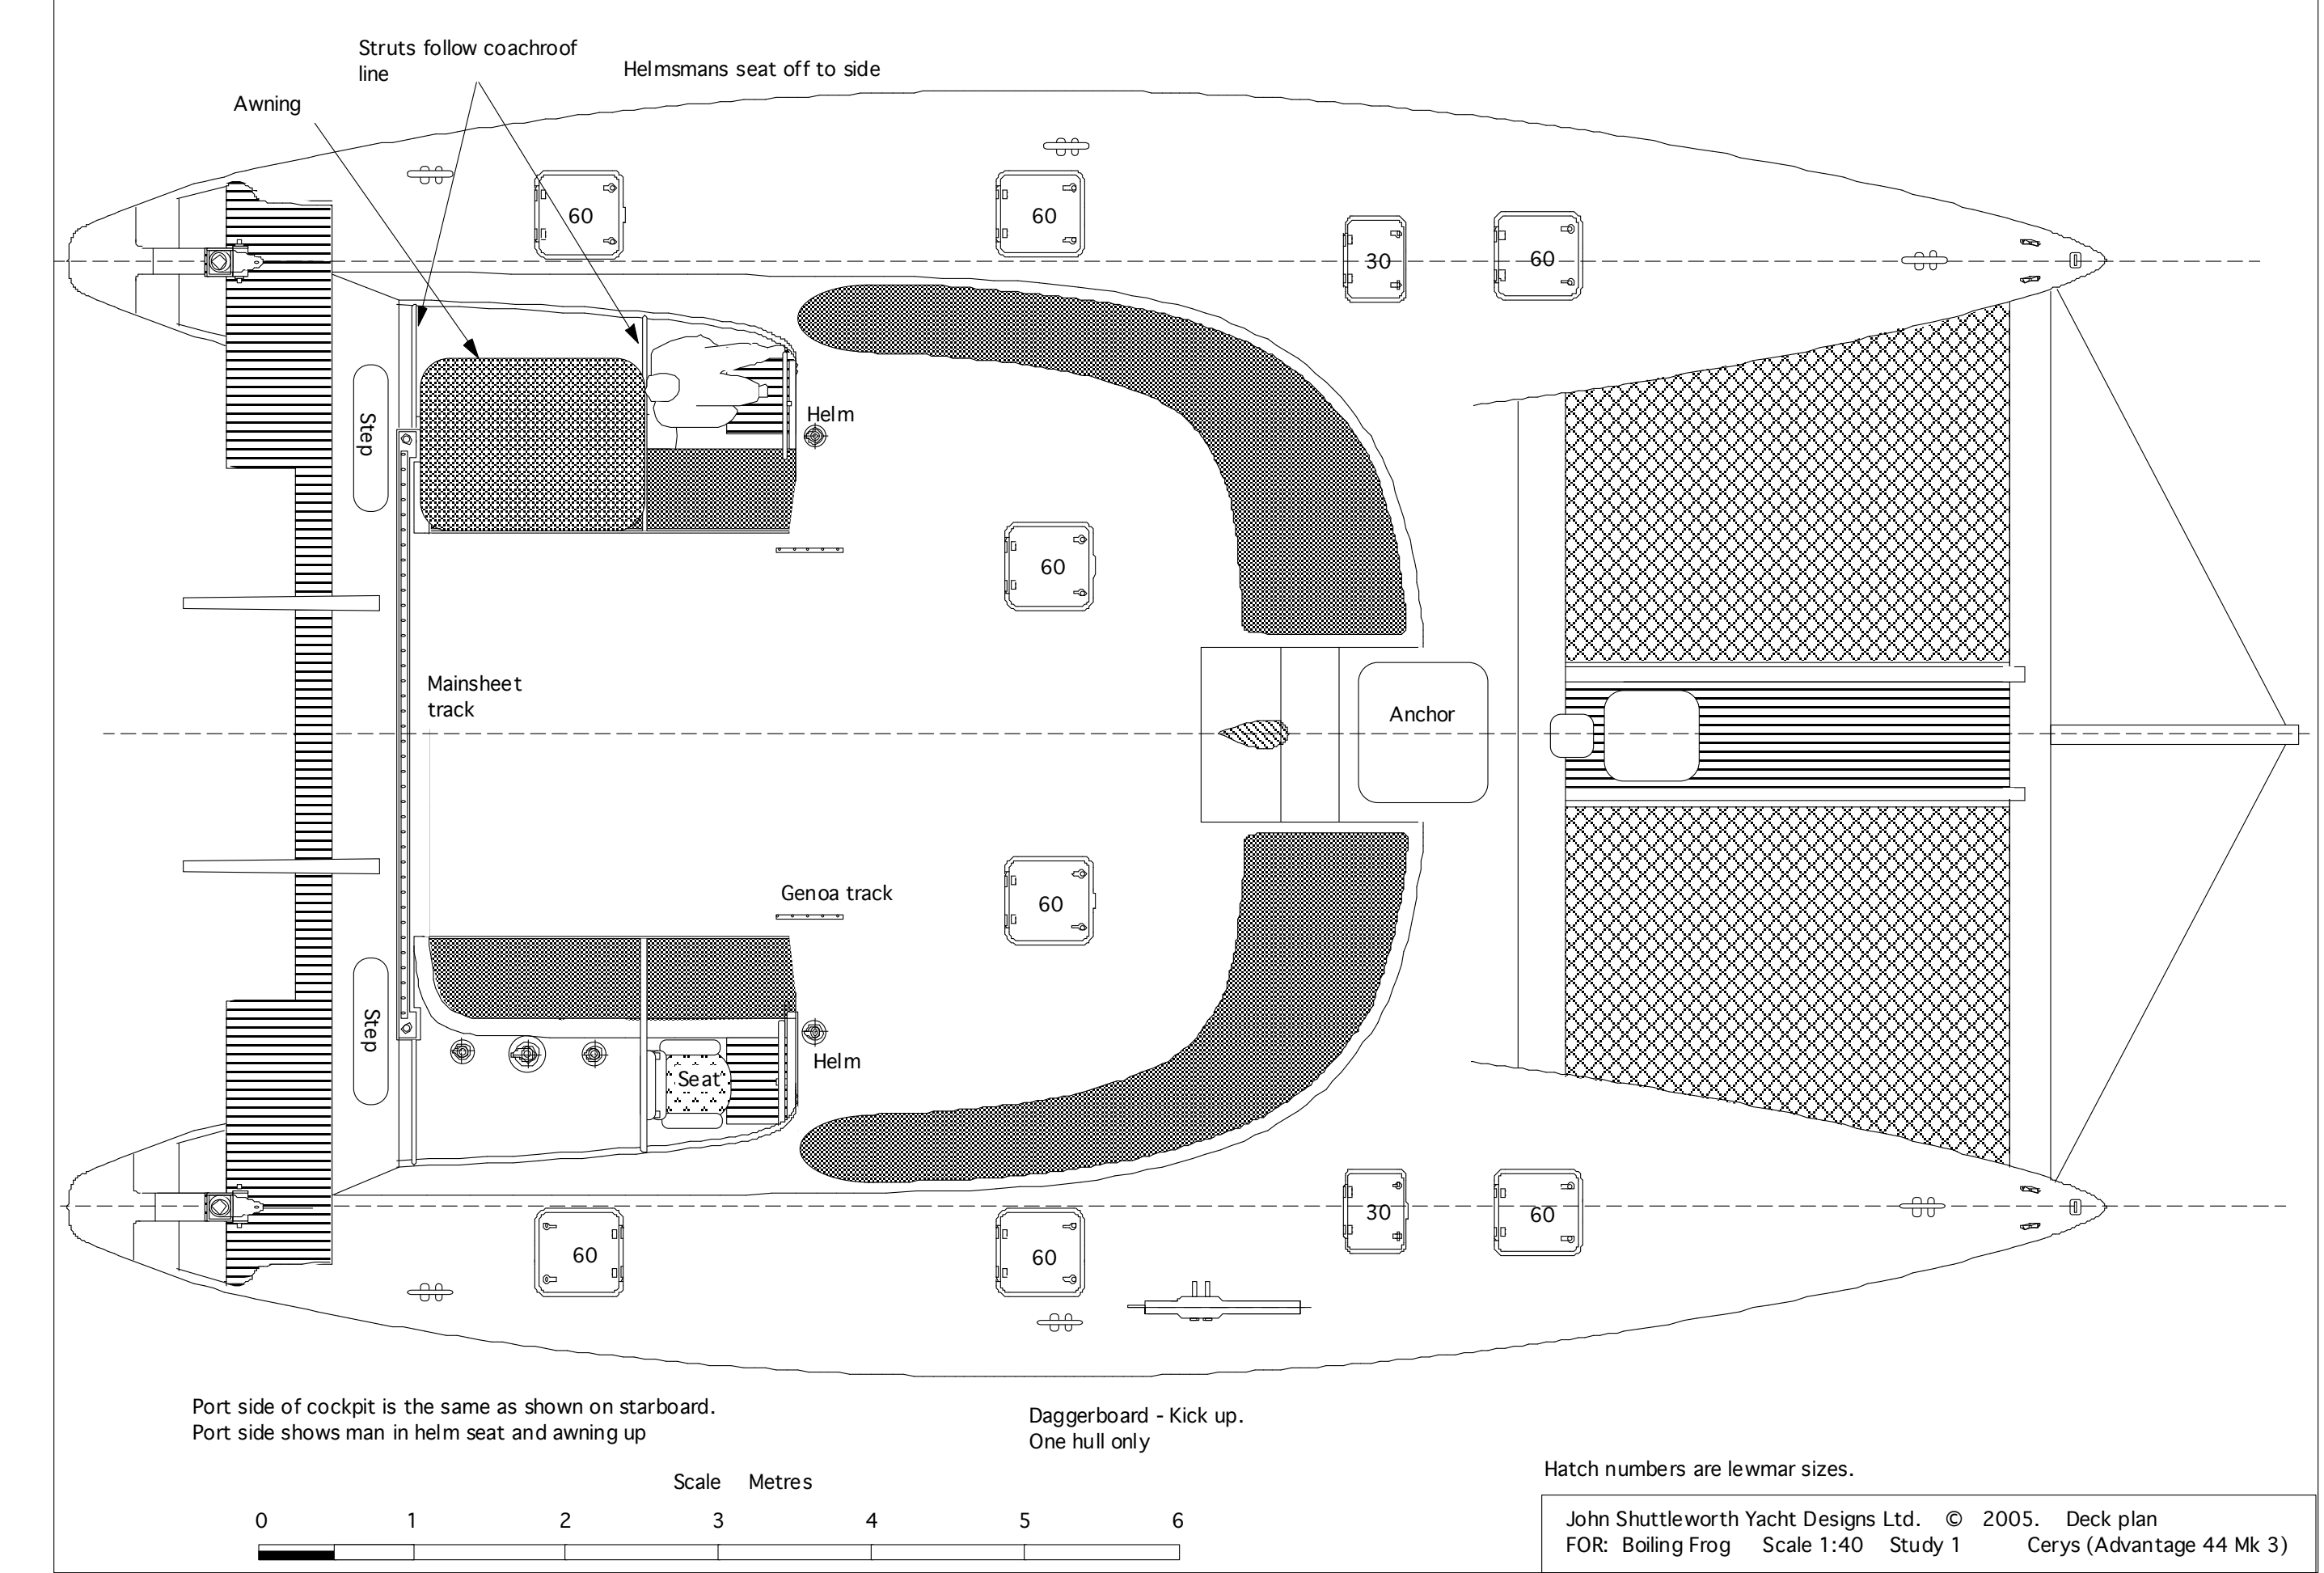 Struts follow coachroof
line
Helmsmans seat off to side
Awning
60
60
30
60
Step
Helm
60
Mainsheet
track
Anchor
Genoa track
60
Step
Helm
Seat
60
60
30
60
Port side of cockpit is the same as shown on starboard.
Port side shows man in helm seat and awning up
Daggerboard - Kick up.
One hull only
Scale Metres
0 1 2 3 4 5 6
Hatch numbers are lewmar sizes.
John Shuttleworth Yacht Designs Ltd. © 2005. Deck plan
FOR: Boiling Frog Scale 1:40 Study 1 Cerys (Advantage 44 Mk 3)